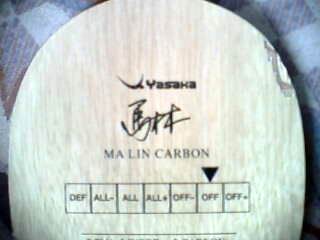 Yasaka
馬林
MA LIN CARBON
DEF ALL- ALL ALL+ OFF- OFF OFF+